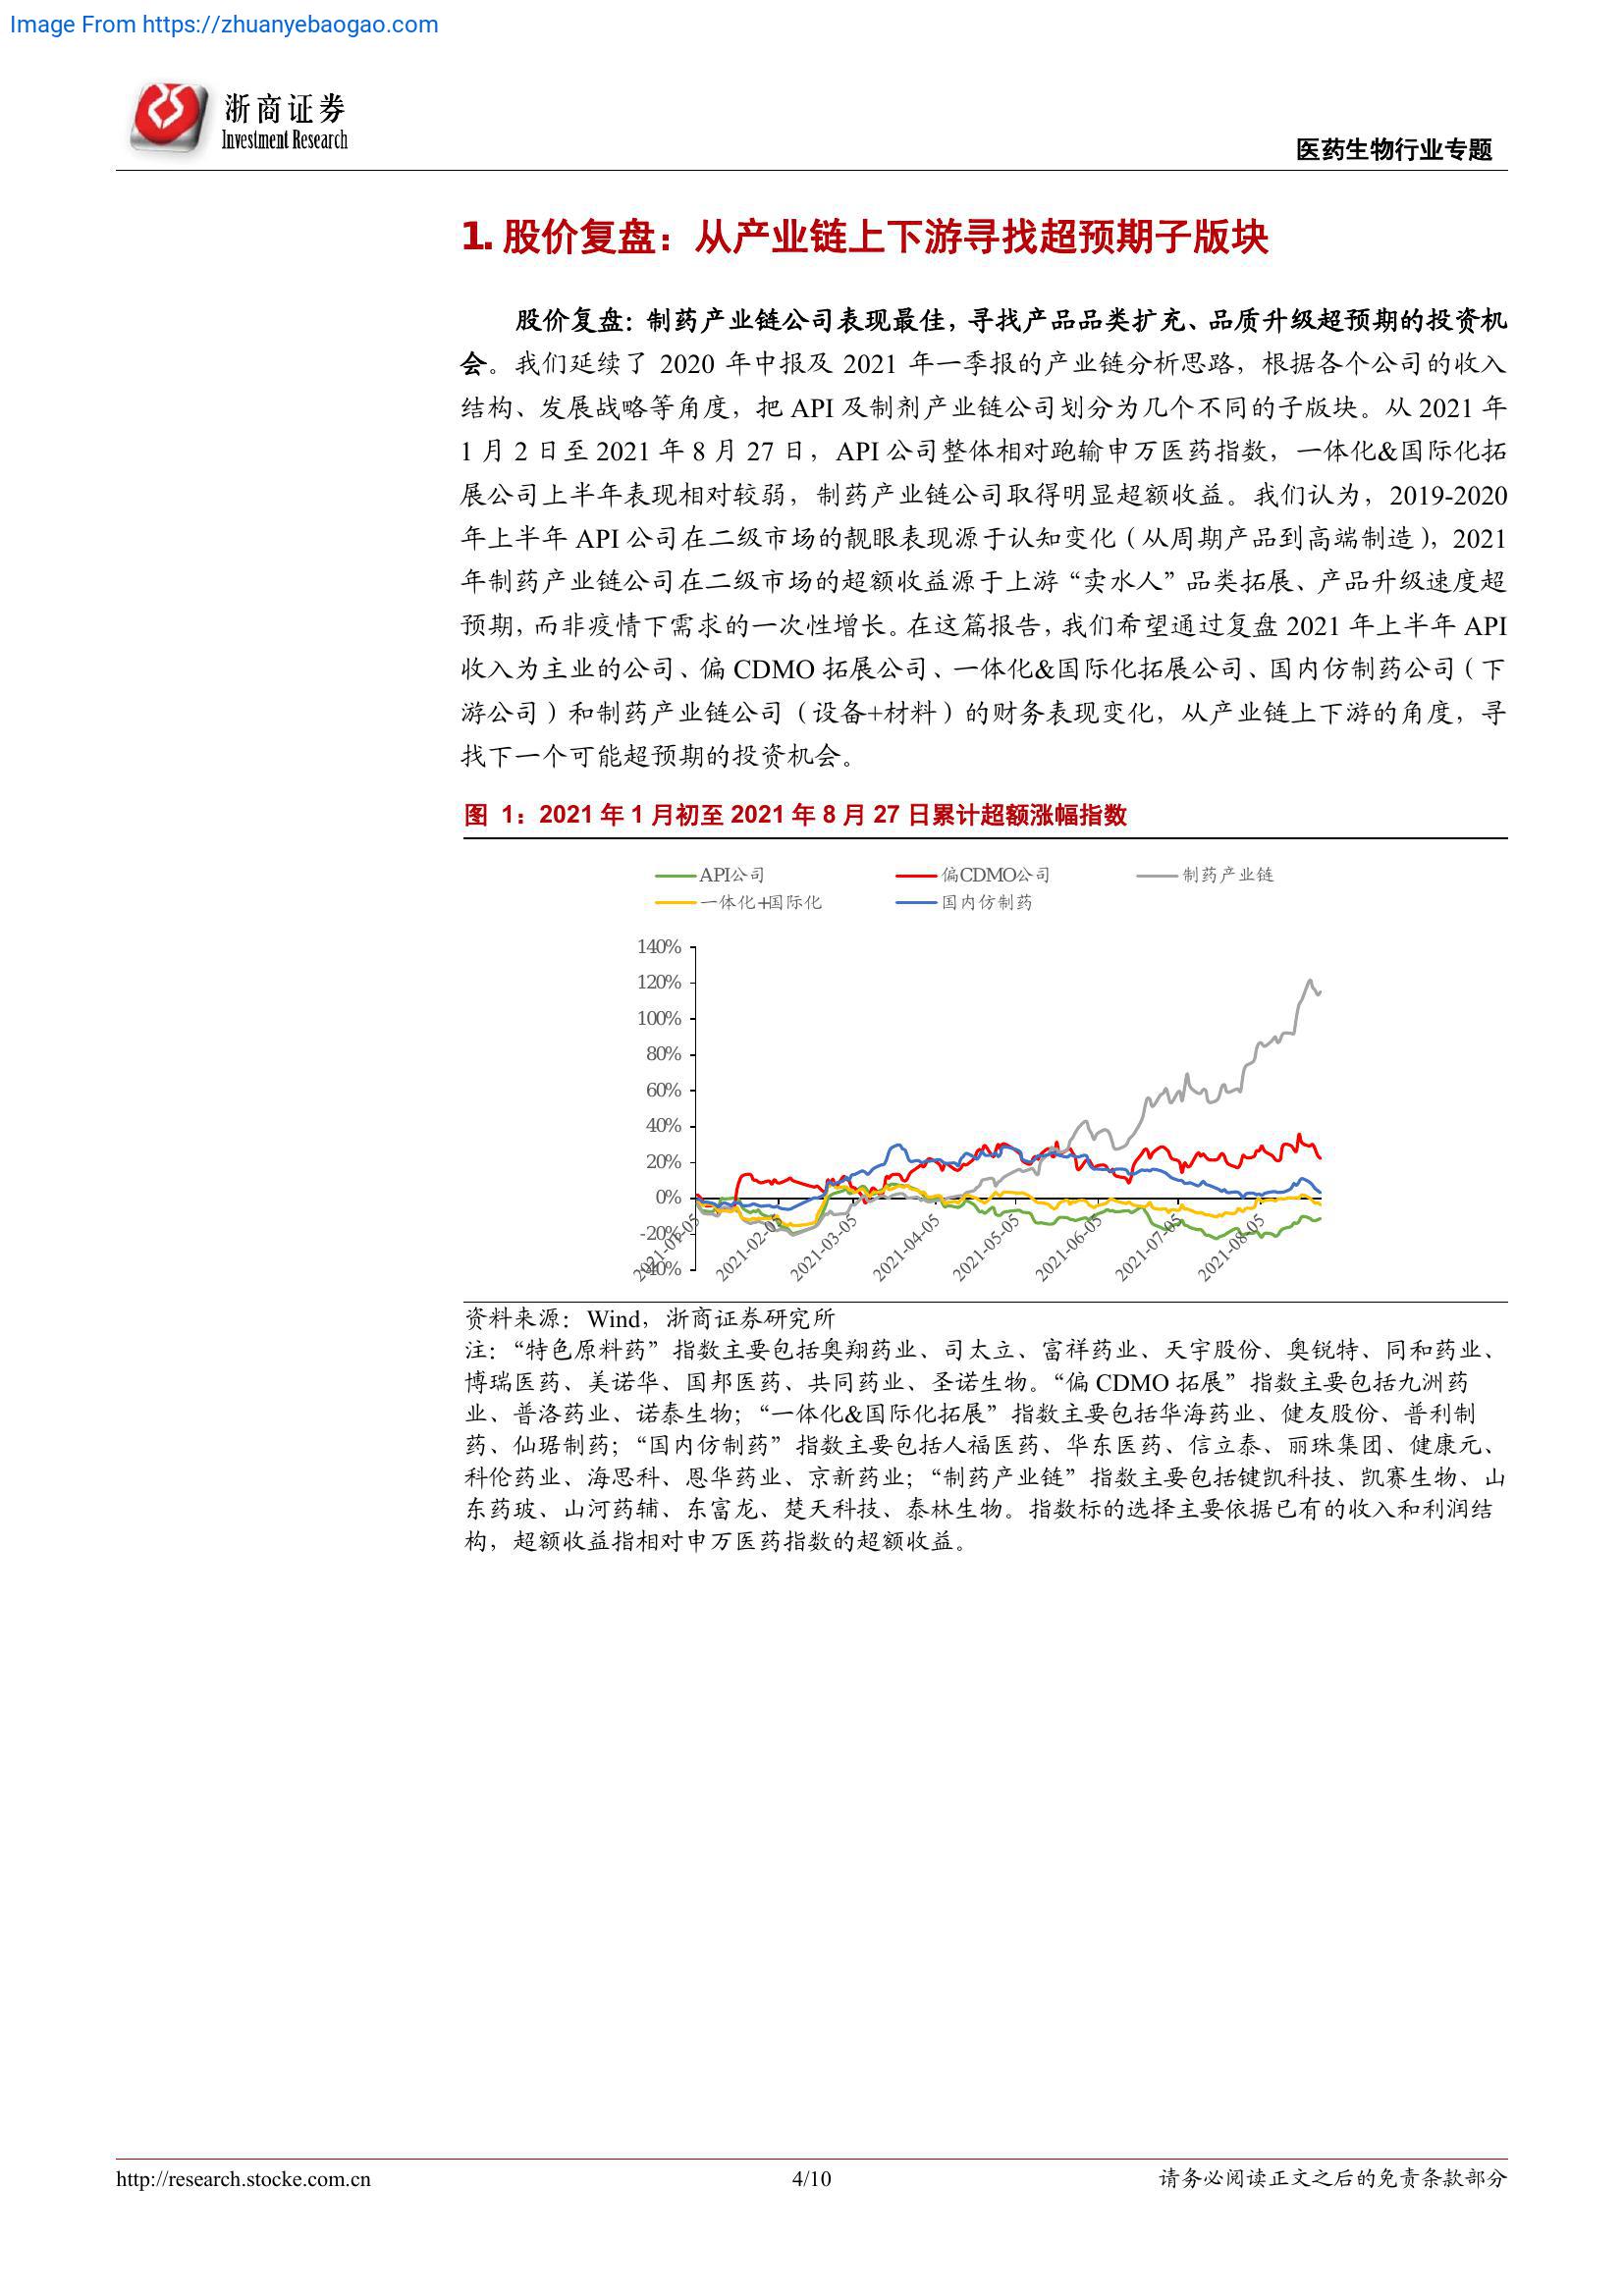 Image From https://zhuanyebaogao.com
浙商证券
Investment Research
医药生物行业专题
1. 股价复盘：从产业链上下游寻找超预期子版块
股价复盘：制药产业链公司表现最佳，寻找产品品类扩充、品质升级超预期的投资机
会。我们延续了 2020 年中报及 2021 年一季报的产业链分析思路，根据各个公司的收入
结构、发展战略等角度，把 API 及制剂产业链公司划分为几个不同的子版块。从 2021 年
1 月 2 日至 2021 年 8 月 27 日，API 公司整体相对跑输申万医药指数，一体化&国际化拓
展公司上半年表现相对较弱，制药产业链公司取得明显超额收益。我们认为，2019-2020
年上半年 API 公司在二级市场的靓眼表现源于认知变化（从周期产品到高端制造），2021
年制药产业链公司在二级市场的超额收益源于上游“卖水人”品类拓展、产品升级速度超
预期，而非疫情下需求的一次性增长。在这篇报告，我们希望通过复盘 2021 年上半年 API
收入为主业的公司、偏 CDMO 拓展公司、一体化&国际化拓展公司、国内仿制药公司（下
游公司）和制药产业链公司（设备+材料）的财务表现变化，从产业链上下游的角度，寻
找下一个可能超预期的投资机会。
图 1：2021 年 1 月初至 2021 年 8 月 27 日累计超额涨幅指数
API公司 偏CDMO公司 制药产业链
一体化+国际化 国内仿制药
140%
120%
100%
80%
60%
40%
20%
0%
-20%
-40%
2021-01-05 2021-02-05 2021-03-05 2021-04-05 2021-05-05 2021-06-05 2021-07-05 2021-08-05
资料来源：Wind，浙商证券研究所
注：“特色原料药”指数主要包括奥翔药业、司太立、富祥药业、天宇股份、奥锐特、同和药业、
博瑞医药、美诺华、国邦医药、共同药业、圣诺生物。“偏 CDMO 拓展”指数主要包括九洲药
业、普洛药业、诺泰生物；“一体化&国际化拓展”指数主要包括华海药业、健友股份、普利制
药、仙琚制药；“国内仿制药”指数主要包括人福医药、华东医药、信立泰、丽珠集团、健康元、
科伦药业、海思科、恩华药业、京新药业；“制药产业链”指数主要包括键凯科技、凯赛生物、山
东药玻、山河药辅、东富龙、楚天科技、泰林生物。指数标的选择主要依据已有的收入和利润结
构，超额收益指相对申万医药指数的超额收益。
http://research.stocke.com.cn
4/10
请务必阅读正文之后的免责条款部分